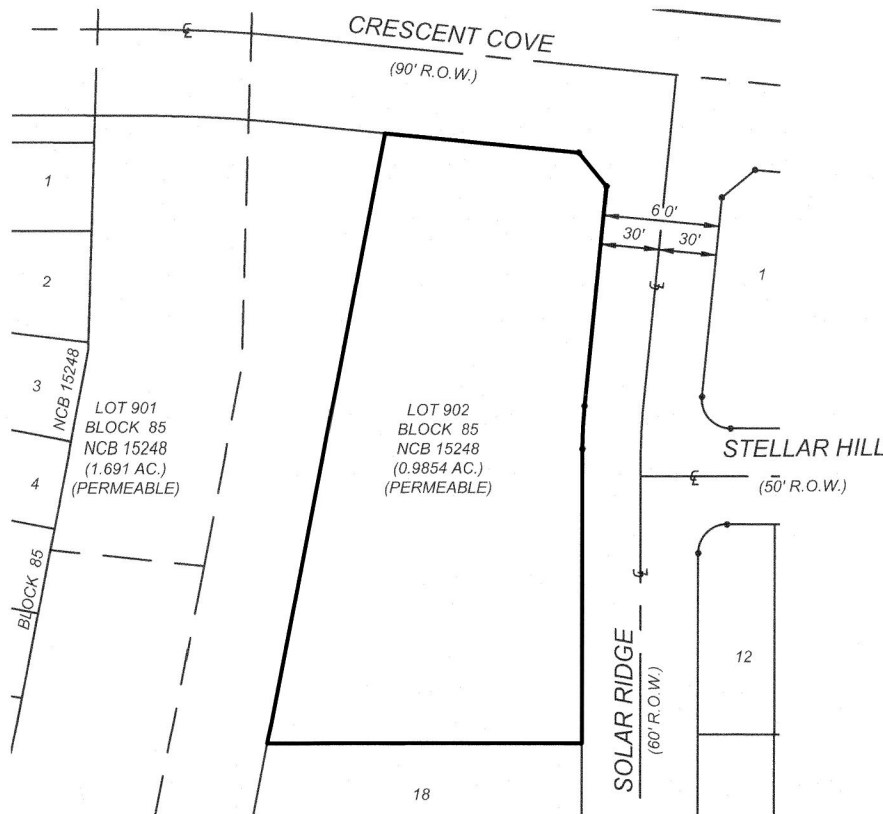 CRESCENT COVE
(90' R.O.W.)
1
2
3
4
NCB 15248
BLOCK 85
LOT 901
BLOCK 85
NCB 15248
(1.691 AC.)
(PERMEABLE)
LOT 902
BLOCK 85
NCB 15248
(0.9854 AC.)
(PERMEABLE)
60'
30'
30'
1
STELLAR HILL
(50' R.O.W.)
SOLAR RIDGE
(60' R.O.W.)
12
18